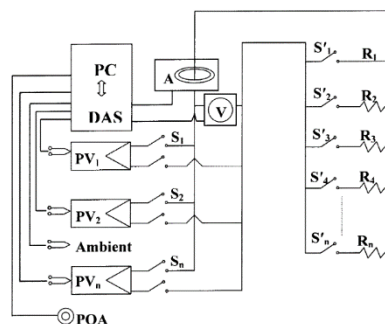 PC
A
DAS
V
S'1
R1
S'2
R2
S'3
R3
S'4
R4
S'n
Rn
S1
PV1
S2
PV2
Ambient
Sn
PVn
POA